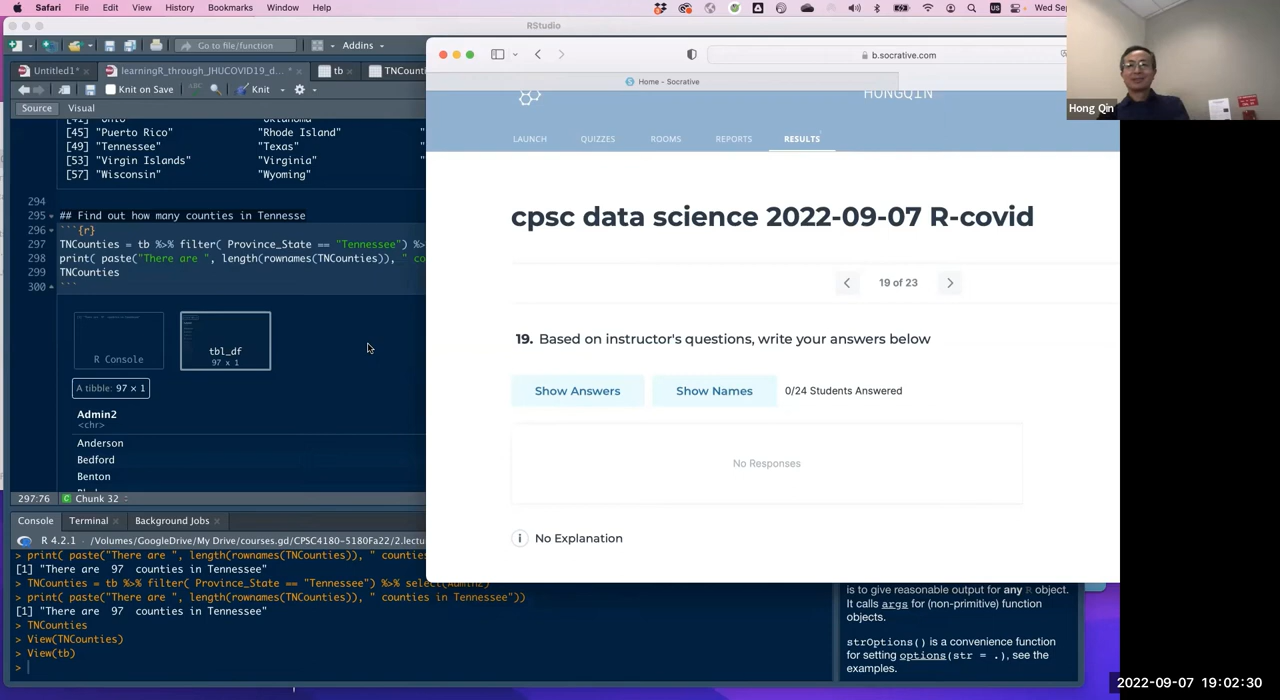 Safari File Edit View History Bookmarks Window Help
US
Wed Sep
RStudio
Go to file/function
Addins
Untitled1*
learningR_through_JHUCOVID19_d...
tb
TNCounti
Knit on Save
ABC
Knit
Source
Visual
[45] "Puerto Rico" "Rhode Island"
[49] "Tennessee" "Texas"
[53] "Virgin Islands" "Virginia"
[57] "Wisconsin" "Wyoming"
294
295 ## Find out how many counties in Tennesse
296 ```{r}
297 TNCounties = tb %>% filter( Province_State == "Tennessee") %>
298 print( paste("There are ", length(rownames(TNCounties)), " co
299 TNCounties
300 ```
R Console
tbl_df
97 x 1
A tibble: 97 × 1
Admin2
<chr>
Anderson
Bedford
Benton
297:76
C Chunk 32
Console
Terminal
Background Jobs
R 4.2.1 · /Volumes/GoogleDrive/My Drive/courses.gd/CPSC4180-5180Fa22/2.lectu
> print( paste("There are ", length(rownames(TNCounties)), " counties
[1] "There are 97 counties in Tennessee"
> TNCounties = tb %>% filter( Province_State == "Tennessee") %>% select(Admin2)
> print( paste("There are ", length(rownames(TNCounties)), " counties in Tennessee"))
[1] "There are 97 counties in Tennessee"
> TNCounties
> View(TNCounties)
> View(tb)
>
b.socrative.com
Home - Socrative
HONGQIN
LAUNCH
QUIZZES
ROOMS
REPORTS
RESULTS
cpsc data science 2022-09-07 R-covid
19 of 23
19. Based on instructor's questions, write your answers below
Show Answers
Show Names
0/24 Students Answered
No Responses
No Explanation
is to give reasonable output for any R object.
It calls args for (non-primitive) function
objects.
strOptions() is a convenience function
for setting options(str = .), see the
examples.
Hong Qin
2022-09-07 19:02:30